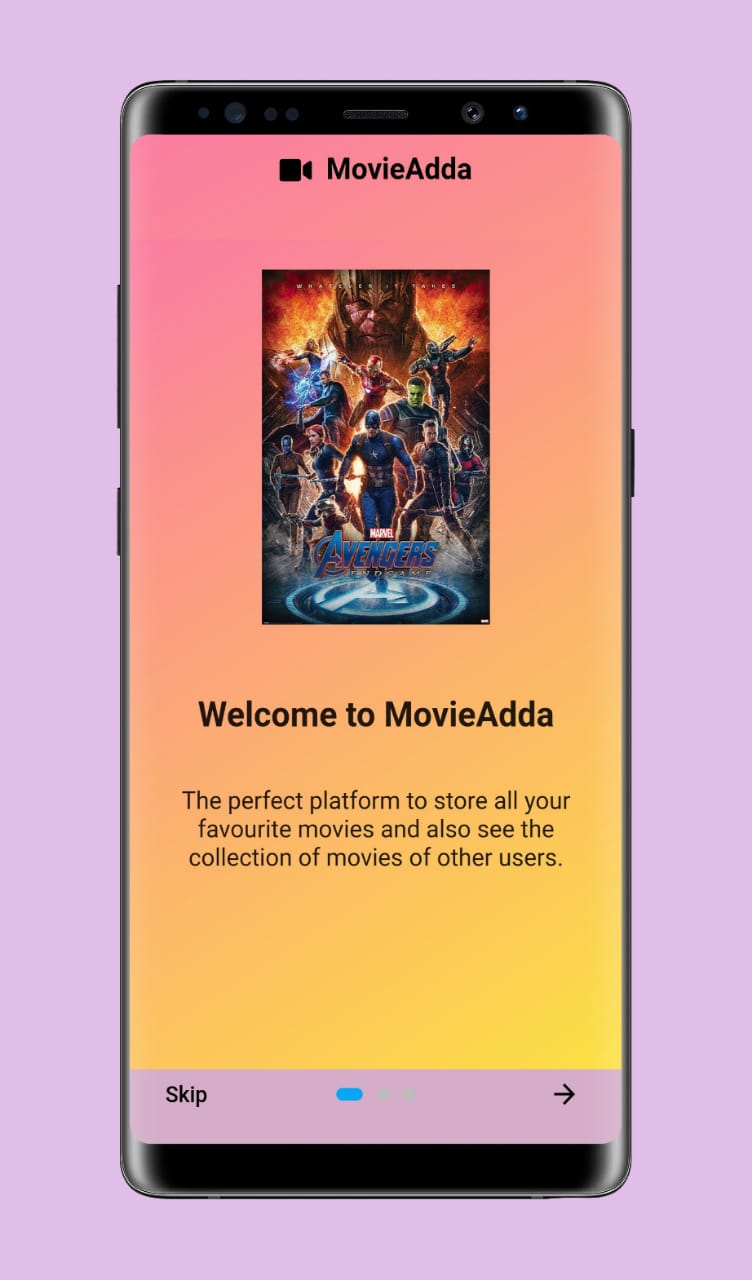 MovieAdda
WHATEVER IT TAKES
MARVEL
AVENGERS
ENDGAME
Welcome to MovieAdda
The perfect platform to store all your
favourite movies and also see the
collection of movies of other users.
Skip